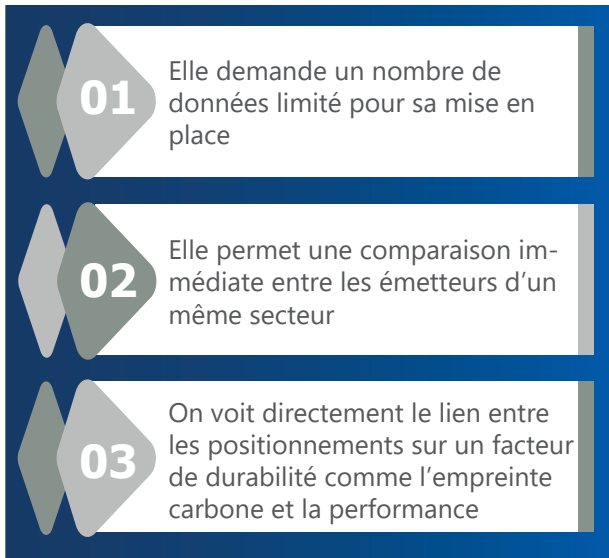 01
Elle demande un nombre de
données limité pour sa mise en
place
02
Elle permet une comparaison im-
médiate entre les émetteurs d’un
même secteur
03
On voit directement le lien entre
les positionnements sur un facteur
de durabilité comme l’empreinte
carbone et la performance